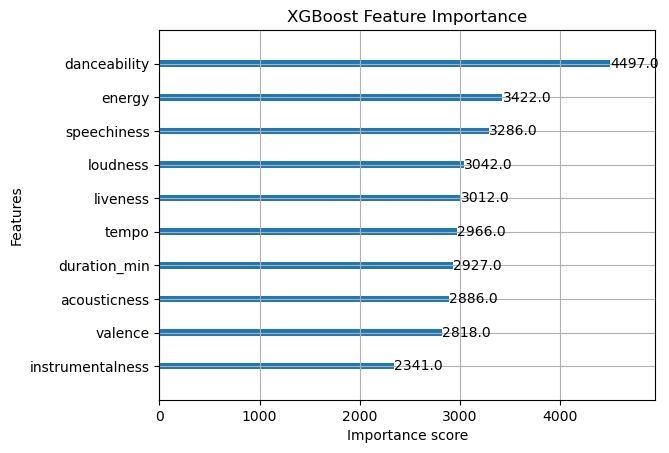 XGBoost Feature Importance
danceability 4497.0
energy 3422.0
speechiness 3286.0
loudness 3042.0
liveness 3012.0
tempo 2966.0
duration_min 2927.0
acousticness 2886.0
valence 2818.0
instrumentalness 2341.0
Features
0 1000 2000 3000 4000
Importance score